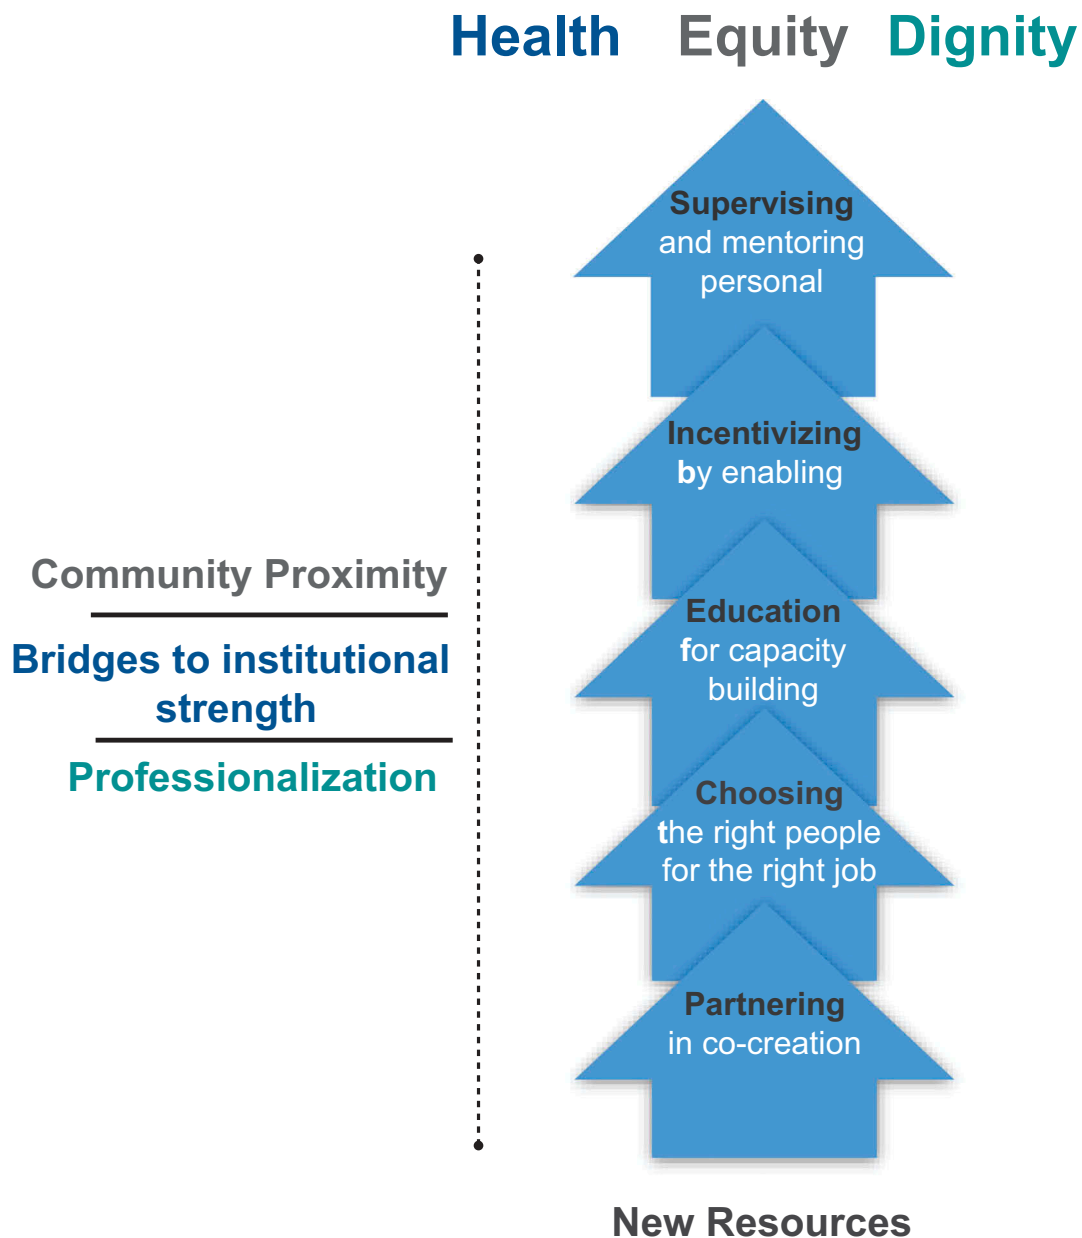 Health Equity Dignity
Supervising
and mentoring
personal
Incentivizing
by enabling
Education
for capacity
building
Choosing
the right people
for the right job
Partnering
in co-creation
New Resources
Community Proximity
Bridges to institutional
strength
Professionalization